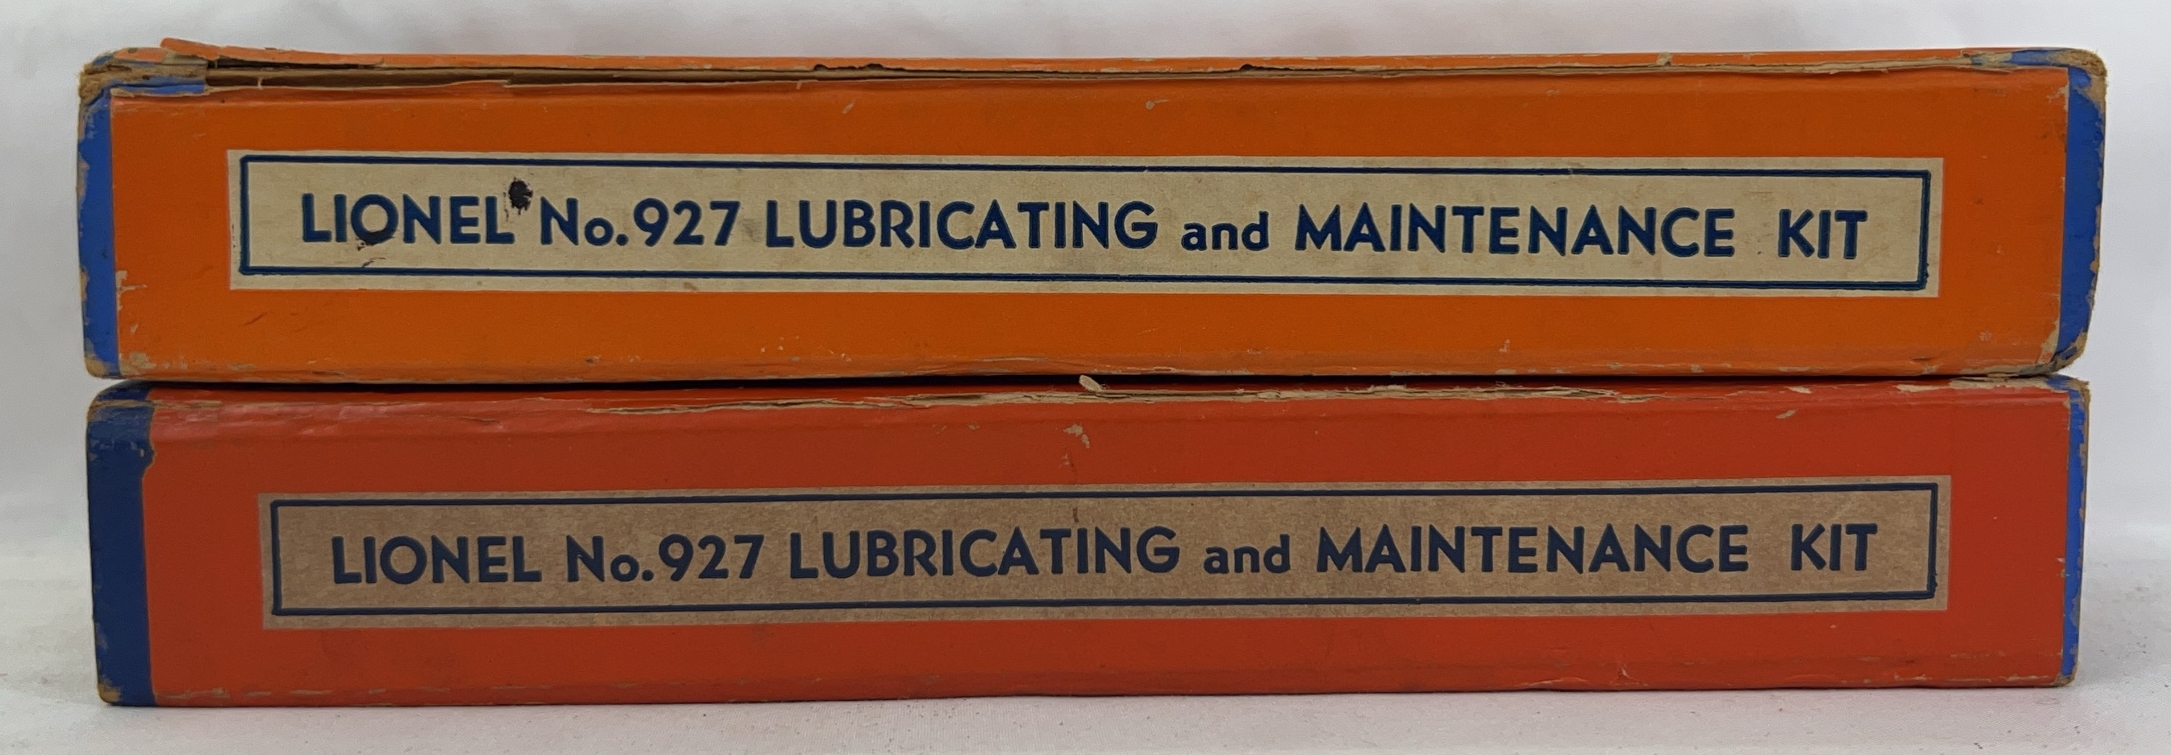 LIONEL No.927 LUBRICATING and MAINTENANCE KIT
LIONEL No.927 LUBRICATING and MAINTENANCE KIT